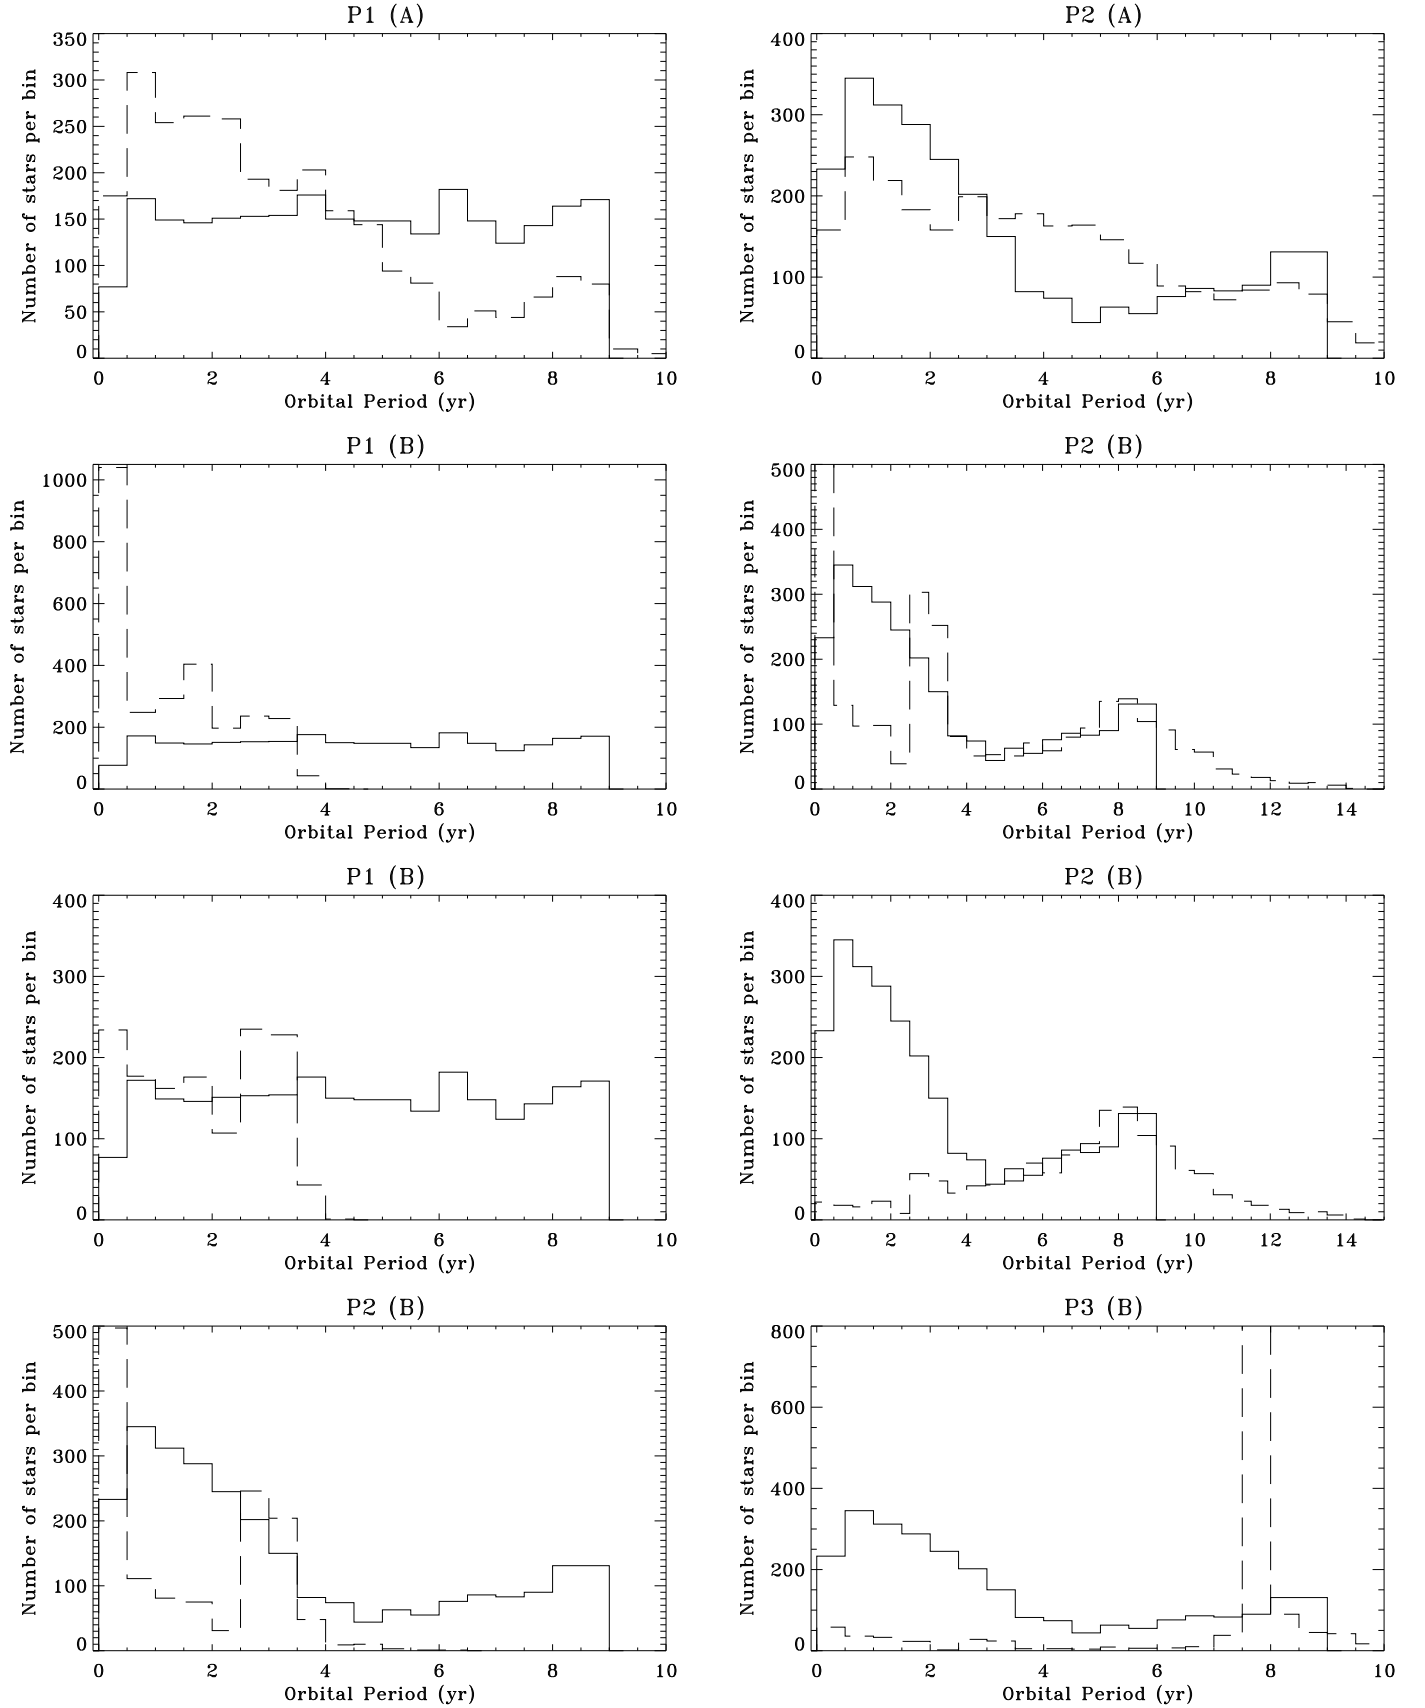 P1 (A)
Number of stars per bin
350
300
250
200
150
100
50
0
0 2 4 6 8 10
Orbital Period (yr)
P2 (A)
Number of stars per bin
400
300
200
100
0
0 2 4 6 8 10
Orbital Period (yr)
P1 (B)
Number of stars per bin
1000
800
600
400
200
0
0 2 4 6 8 10
Orbital Period (yr)
P2 (B)
Number of stars per bin
500
400
300
200
100
0
0 2 4 6 8 10 12 14
Orbital Period (yr)
P1 (B)
Number of stars per bin
400
300
200
100
0
0 2 4 6 8 10
Orbital Period (yr)
P2 (B)
Number of stars per bin
400
300
200
100
0
0 2 4 6 8 10 12 14
Orbital Period (yr)
P2 (B)
Number of stars per bin
500
400
300
200
100
0
0 2 4 6 8 10
Orbital Period (yr)
P3 (B)
Number of stars per bin
800
600
400
200
0
0 2 4 6 8 10
Orbital Period (yr)